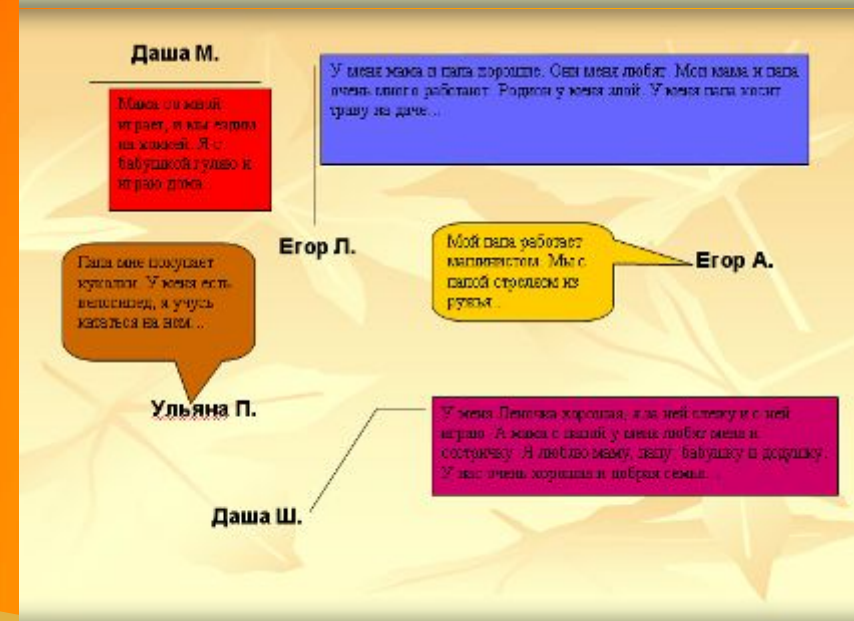 Даша М.
Мама со мной
играет, и мы ездим
на хоккей. Я с
бабушкой гуляю и
играю дома...
У меня мама и папа хорошие. Они меня любят. Мои мама и папа
очень много работают. Родион у меня злой. У меня папа косит
траву на даче...
Егор Л.
Мой папа работает
машинистом. Мы с
папой стреляем из
ружья...
Егор А.
Папа мне покупает
куколки. У меня есть
велосипед, я учусь
кататься на нем...
Ульяна П.
У меня Леночка хорошая, я за ней слежу и с ней
играю. А мама с папой у меня любят меня и
сестричку. Я люблю маму, папу, бабушку и дедушку.
У нас очень хорошая и добрая семья...
Даша Ш.